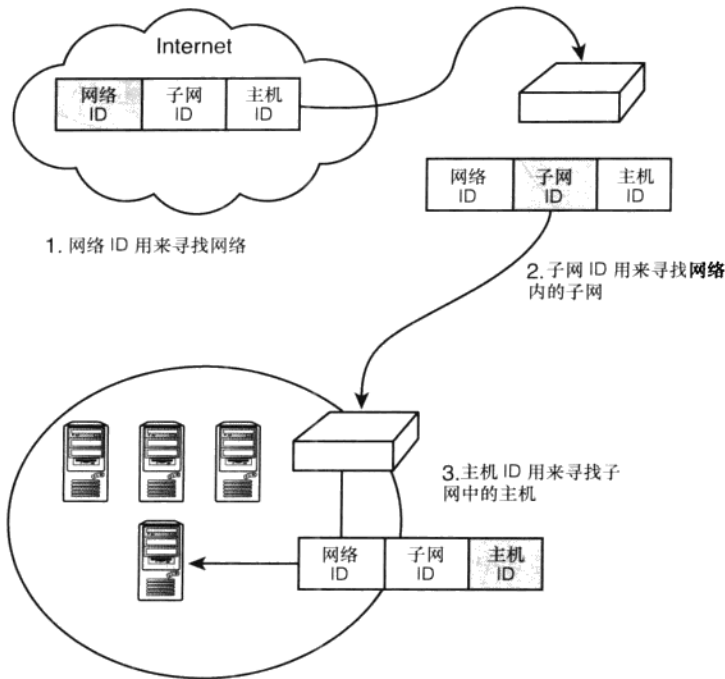 Internet
网络 ID 子网 ID 主机 ID
网络 ID 子网 ID 主机 ID
1. 网络 ID 用来寻找网络
2.子网 ID 用来寻找网络
内的子网
3.主机 ID 用来寻找子
网中的主机
网络 ID 子网 ID 主机 ID